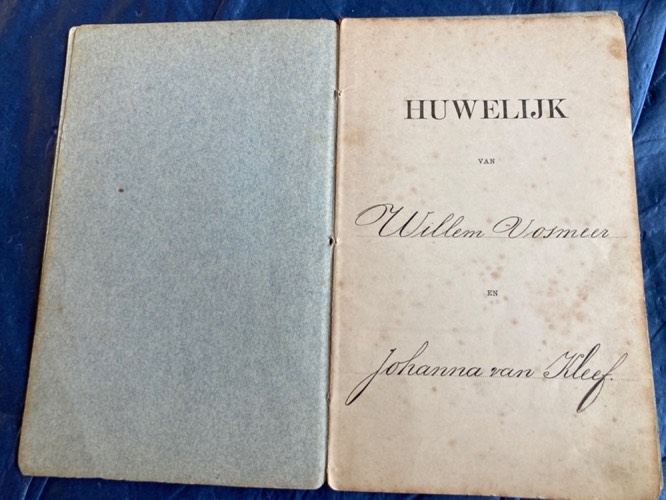 HUWELIJK
VAN
Willem Vosmeer
EN
Johanna van Kleef.